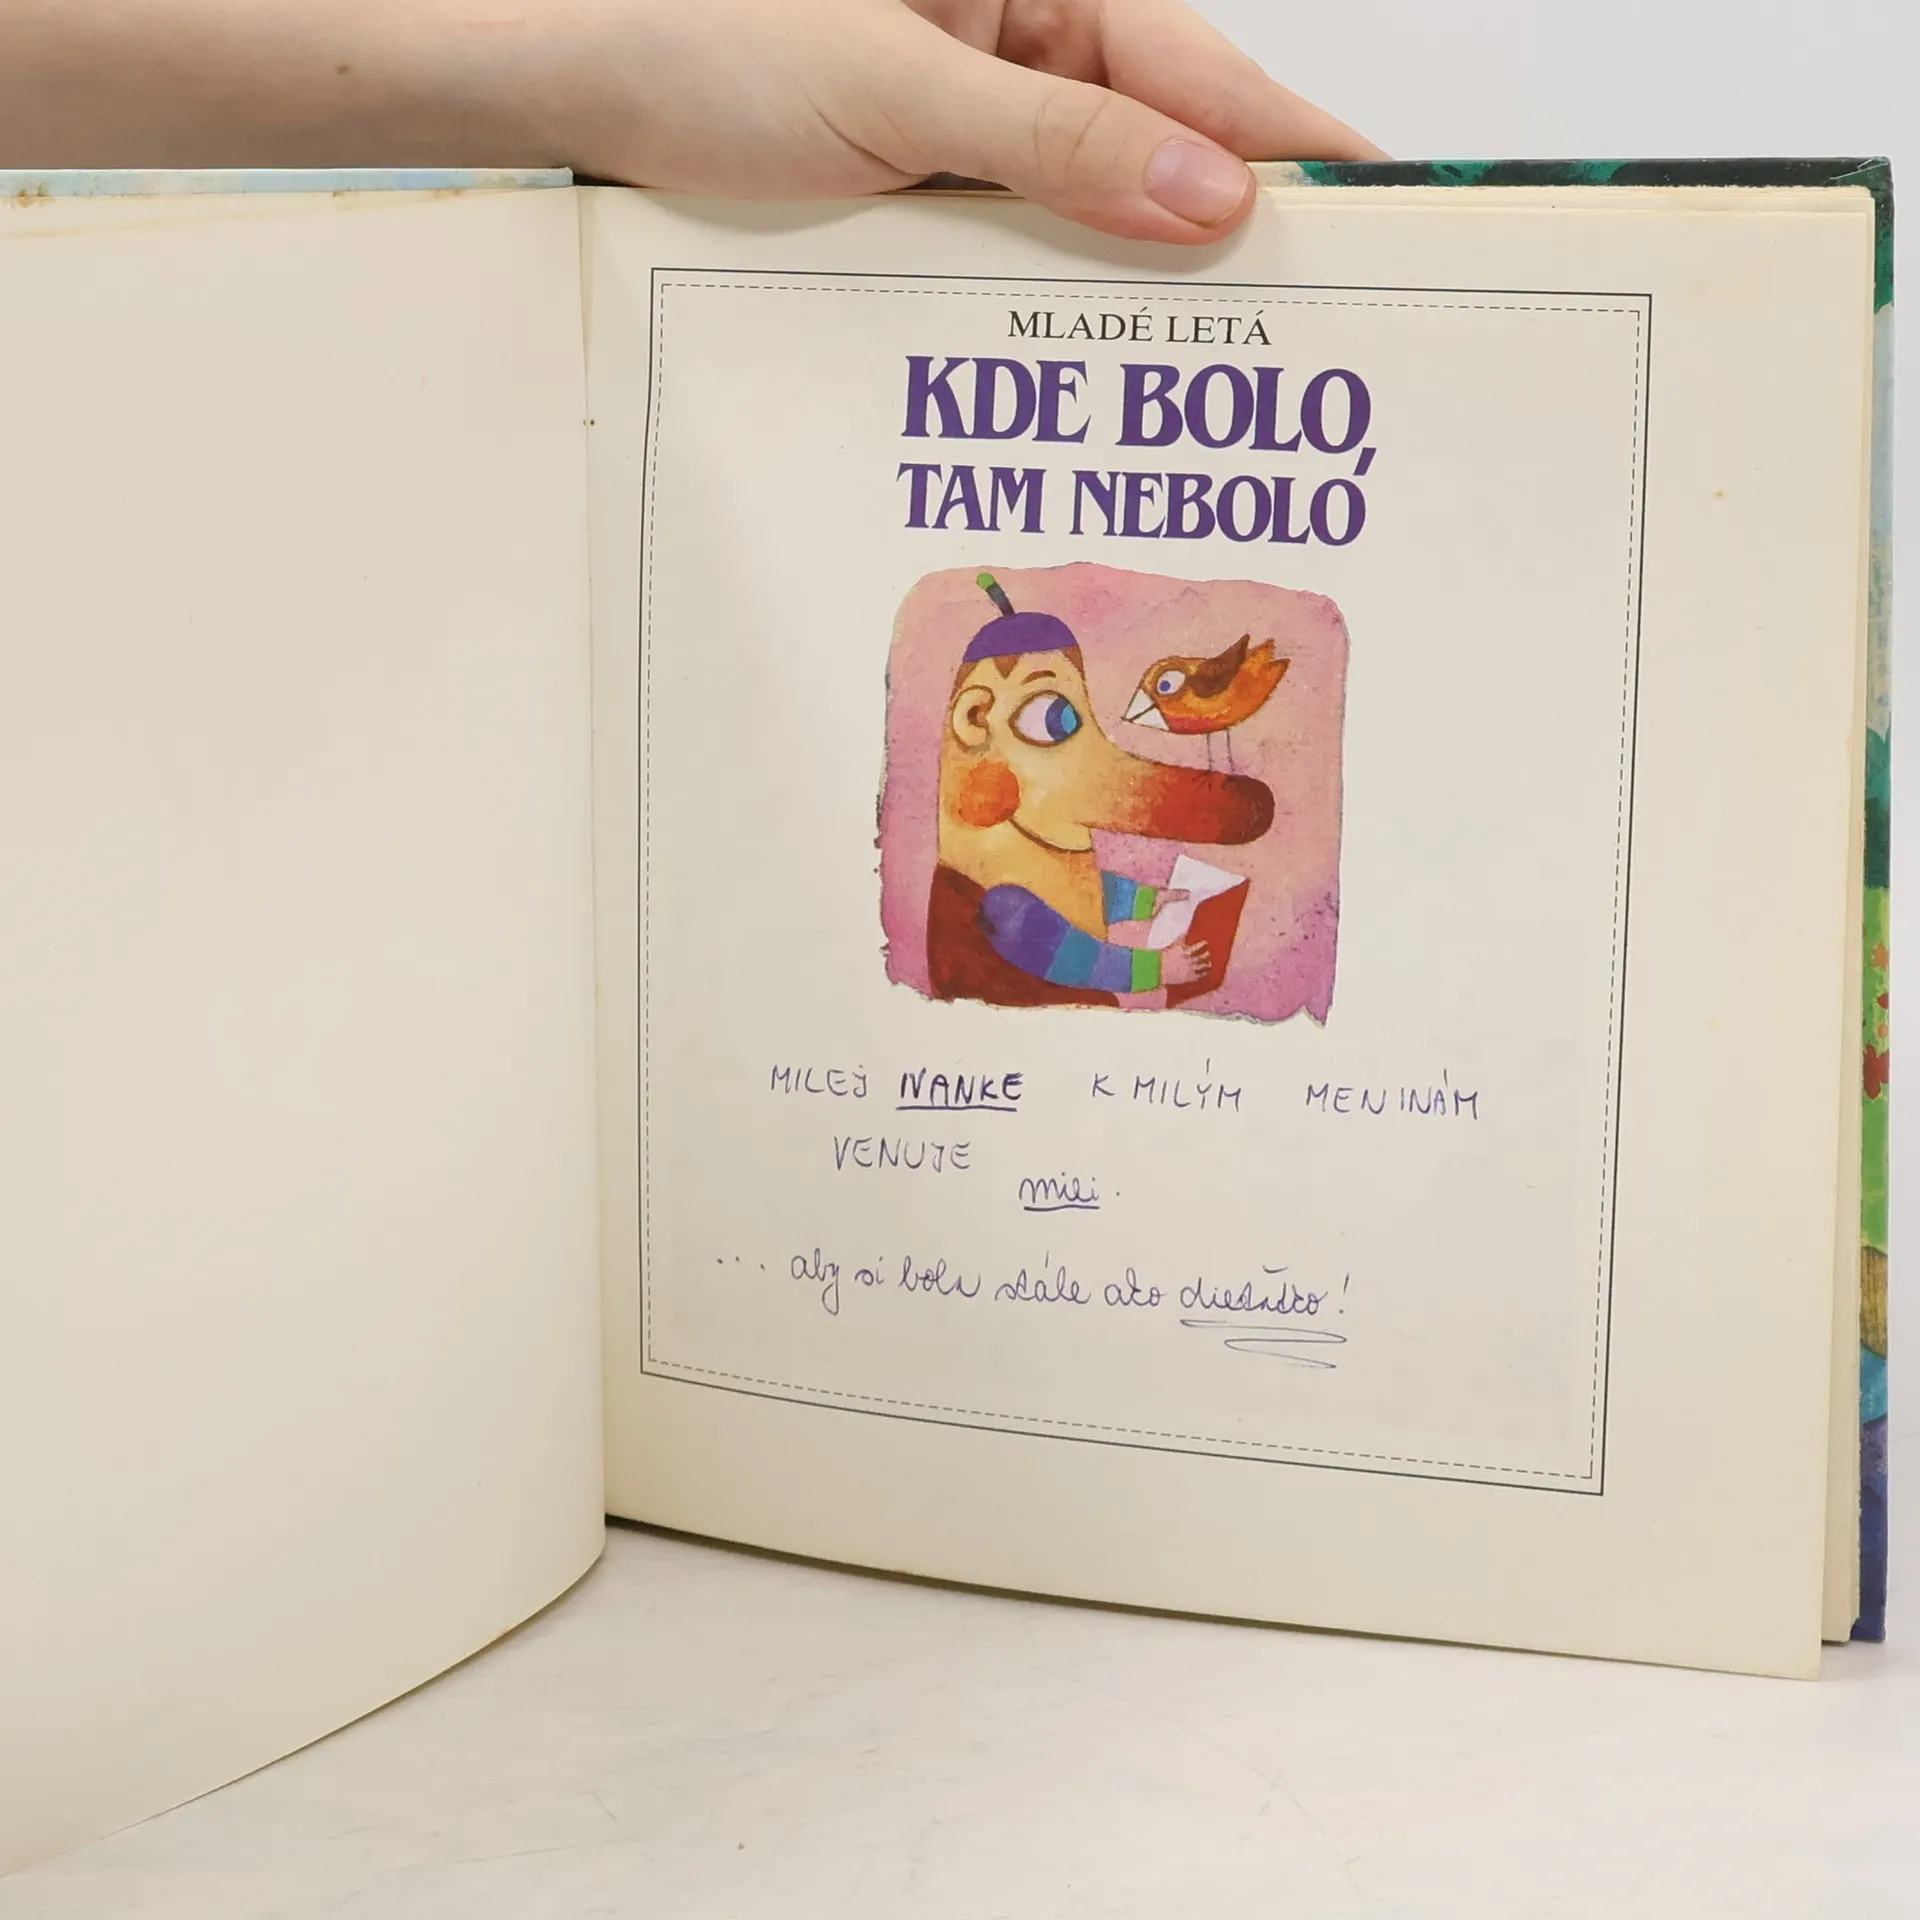 MLADÉ LETÁ
KDE BOLO,
TAM NEBOLO
MILEJ IVANKE K MILÝM MENINÁM
VENUJE
mili.
... aby si bola stále ako dieťatko!